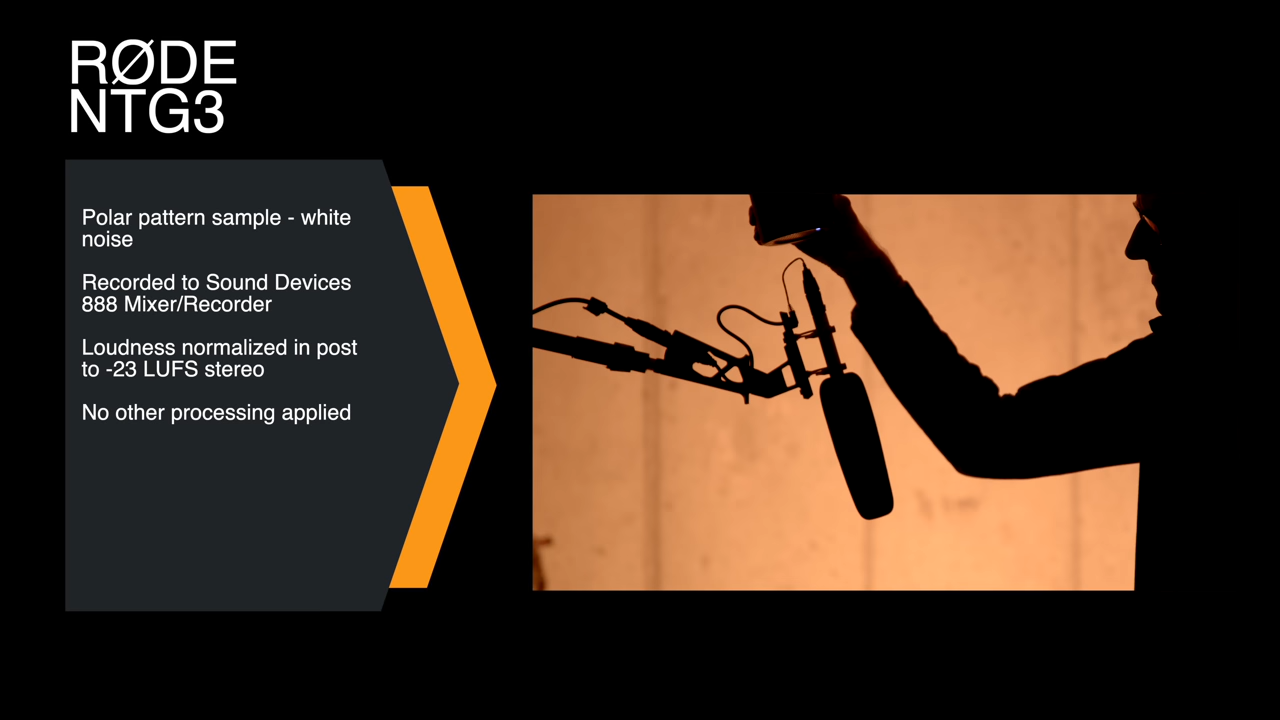 RØDE
NTG3
Polar pattern sample - white
noise
Recorded to Sound Devices
888 Mixer/Recorder
Loudness normalized in post
to -23 LUFS stereo
No other processing applied